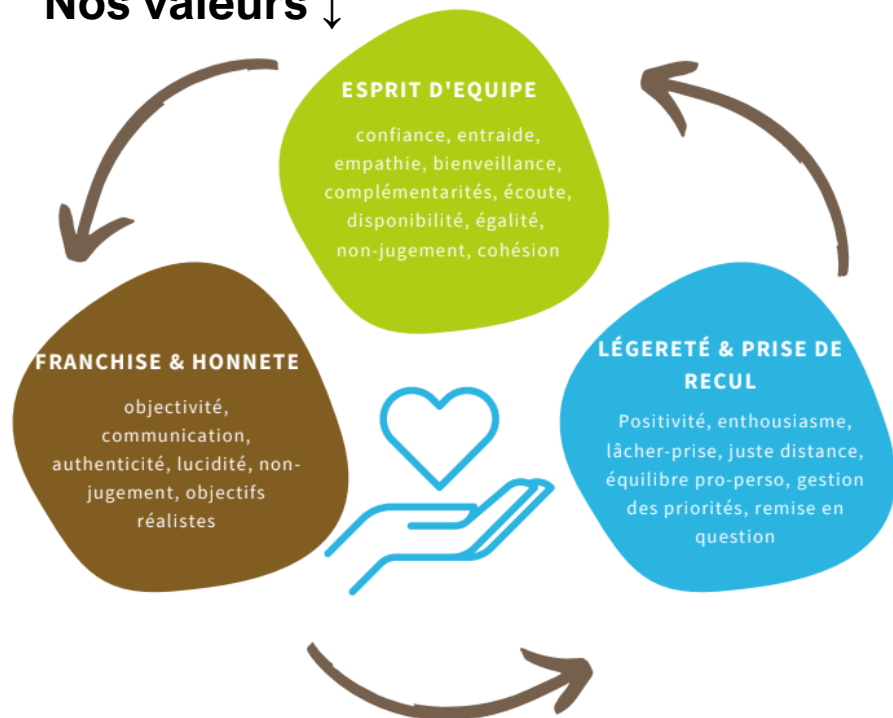 Nos valeurs ↓
ESPRIT D'EQUIPE
confiance, entraide,
empathie, bienveillance,
complémentarités, écoute,
disponibilité, égalité,
non-jugement, cohésion
FRANCHISE & HONNETE
objectivité,
communication,
authenticité, lucidité, non-
jugement, objectifs
réalistes
LÉGERETÉ & PRISE DE
RECUL
Positivité, enthousiasme,
lâcher-prise, juste distance,
équilibre pro-perso, gestion
des priorités, remise en
question